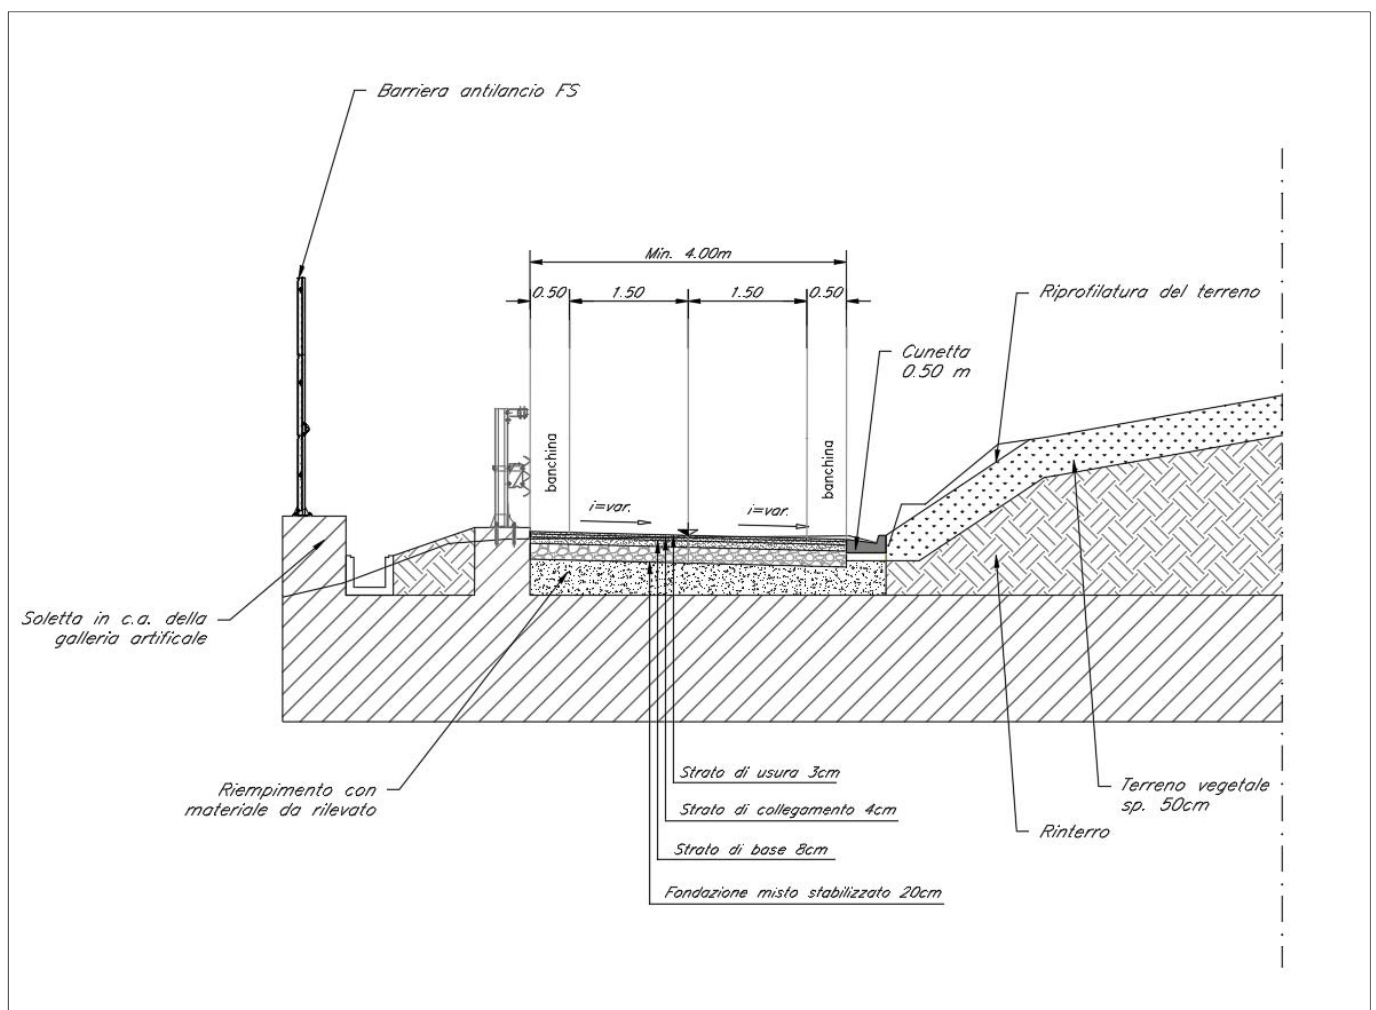 Barriera antilancio FS
Min. 4.00m
0.50
1.50
1.50
0.50
Riprofilatura del terreno
Cunetta
0.50 m
banchina
banchina
i=var.
i=var.
Soletta in c.a. della
galleria artificale
Riempimento con
materiale da rilevato
Strato di usura 3cm
Strato di collegamento 4cm
Strato di base 8cm
Fondazione misto stabilizzato 20cm
Terreno vegetale
sp. 50cm
Rinterro